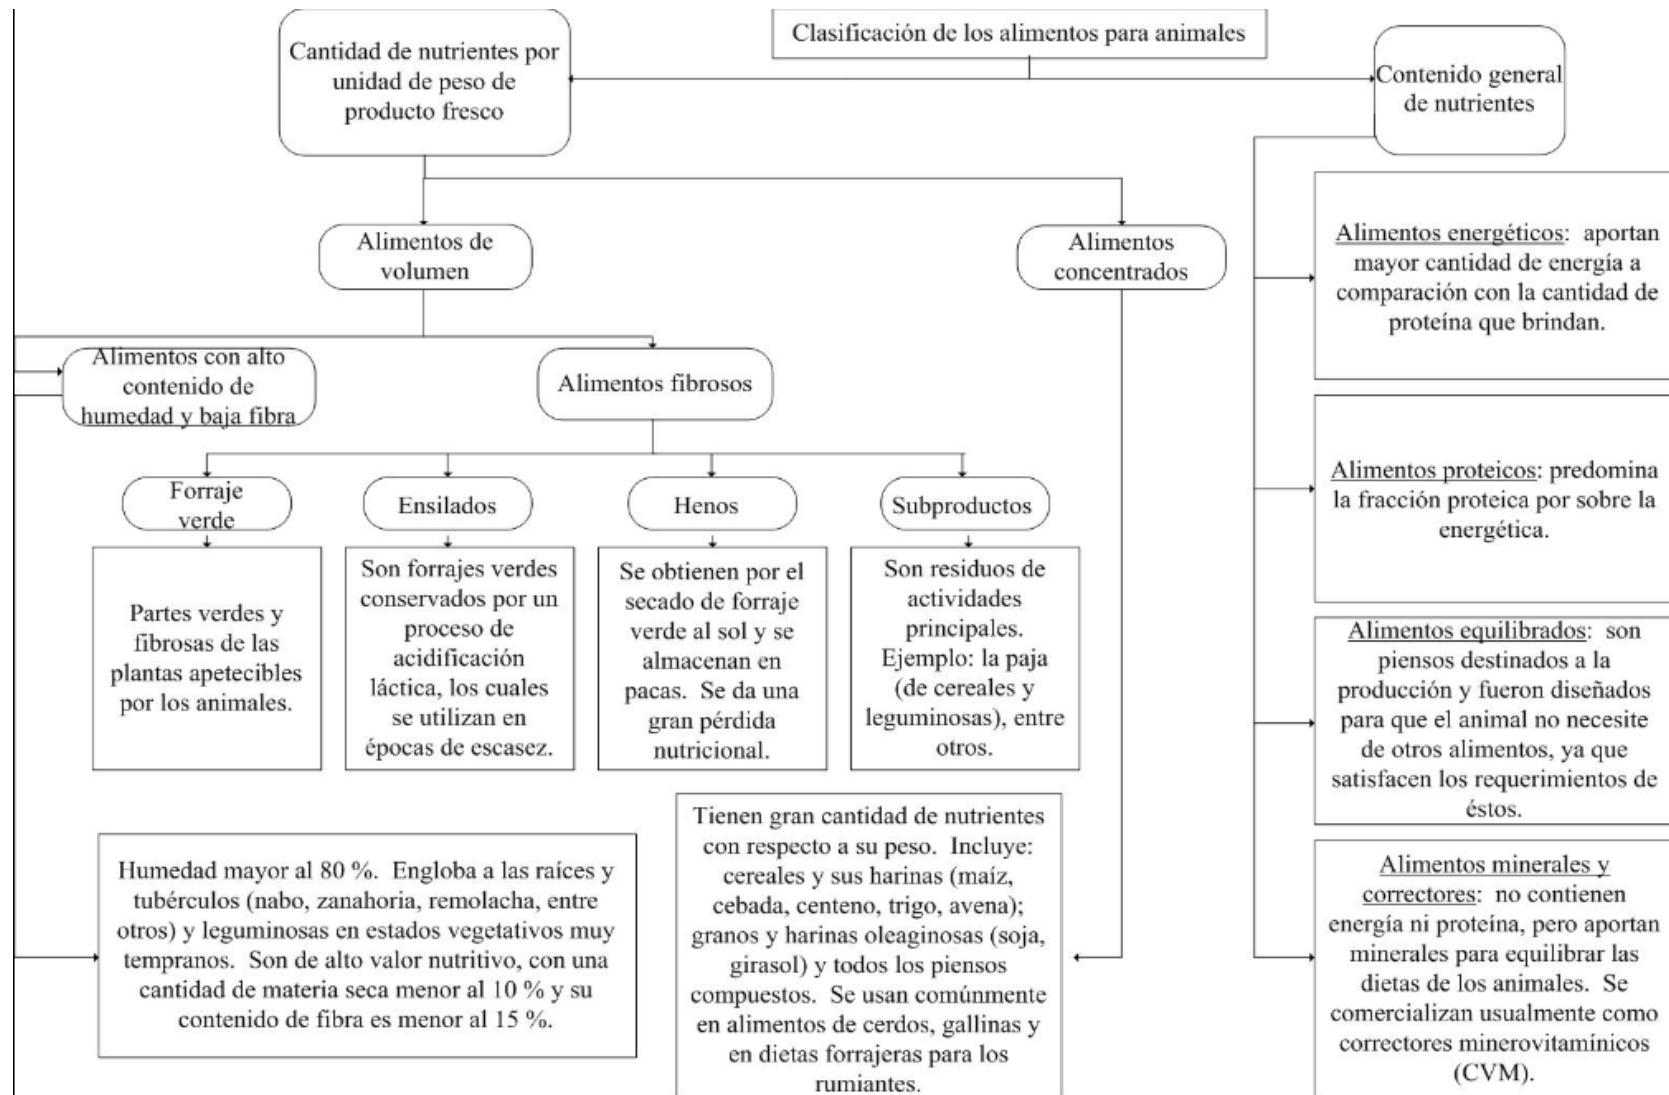 Clasificación de los alimentos para animales
Cantidad de nutrientes por
unidad de peso de
producto fresco
Contenido general
de nutrientes
Alimentos de
volumen
Alimentos
concentrados
Alimentos con alto
contenido de
humedad y baja fibra
Alimentos fibrosos
Forraje
verde
Ensilados
Henos
Subproductos
Partes verdes y
fibrosas de las
plantas apetecibles
por los animales.
Son forrajes verdes
conservados por un
proceso de
acidificación
láctica, los cuales
se utilizan en
épocas de escasez.
Se obtienen por el
secado de forraje
verde al sol y se
almacenan en
pacas. Se da una
gran pérdida
nutricional.
Son residuos de
actividades
principales.
Ejemplo: la paja
(de cereales y
leguminosas), entre
otros.
Humedad mayor al 80 %. Engloba a las raíces y
tubérculos (nabo, zanahoria, remolacha, entre
otros) y leguminosas en estados vegetativos muy
tempranos. Son de alto valor nutritivo, con una
cantidad de materia seca menor al 10 % y su
contenido de fibra es menor al 15 %.
Tienen gran cantidad de nutrientes
con respecto a su peso. Incluye:
cereales y sus harinas (maíz,
cebada, centeno, trigo, avena);
granos y harinas oleaginosas (soja,
girasol) y todos los piensos
compuestos. Se usan comúnmente
en alimentos de cerdos, gallinas y
en dietas forrajeras para los
rumiantes.
Alimentos energéticos: aportan
mayor cantidad de energía a
comparación con la cantidad de
proteína que brindan.
Alimentos proteicos: predomina
la fracción proteica por sobre la
energética.
Alimentos equilibrados: son
piensos destinados a la
producción y fueron diseñados
para que el animal no necesite
de otros alimentos, ya que
satisfacen los requerimientos de
éstos.
Alimentos minerales y
correctores: no contienen
energía ni proteína, pero aportan
minerales para equilibrar las
dietas de los animales. Se
comercializan usualmente como
correctores minerovitamínicos
(CVM).